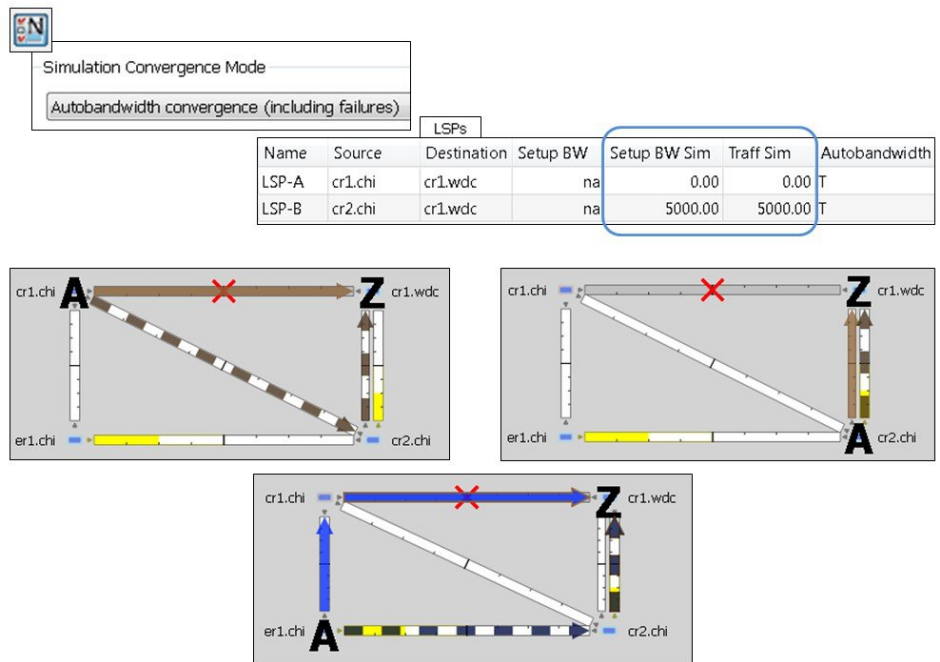 N
Simulation Convergence Mode
Autobandwidth convergence (including failures)
LSPs
Name Source Destination Setup BW Setup BW Sim Traff Sim Autobandwidth
LSP-A cr1.chi cr1.wdc na 0.00 0.00 T
LSP-B cr2.chi cr1.wdc na 5000.00 5000.00 T
cr1.chi A Z cr1.wdc
er1.chi cr2.chi
cr1.chi Z cr1.wdc
er1.chi A cr2.chi
cr1.chi Z cr1.wdc
er1.chi A cr2.chi